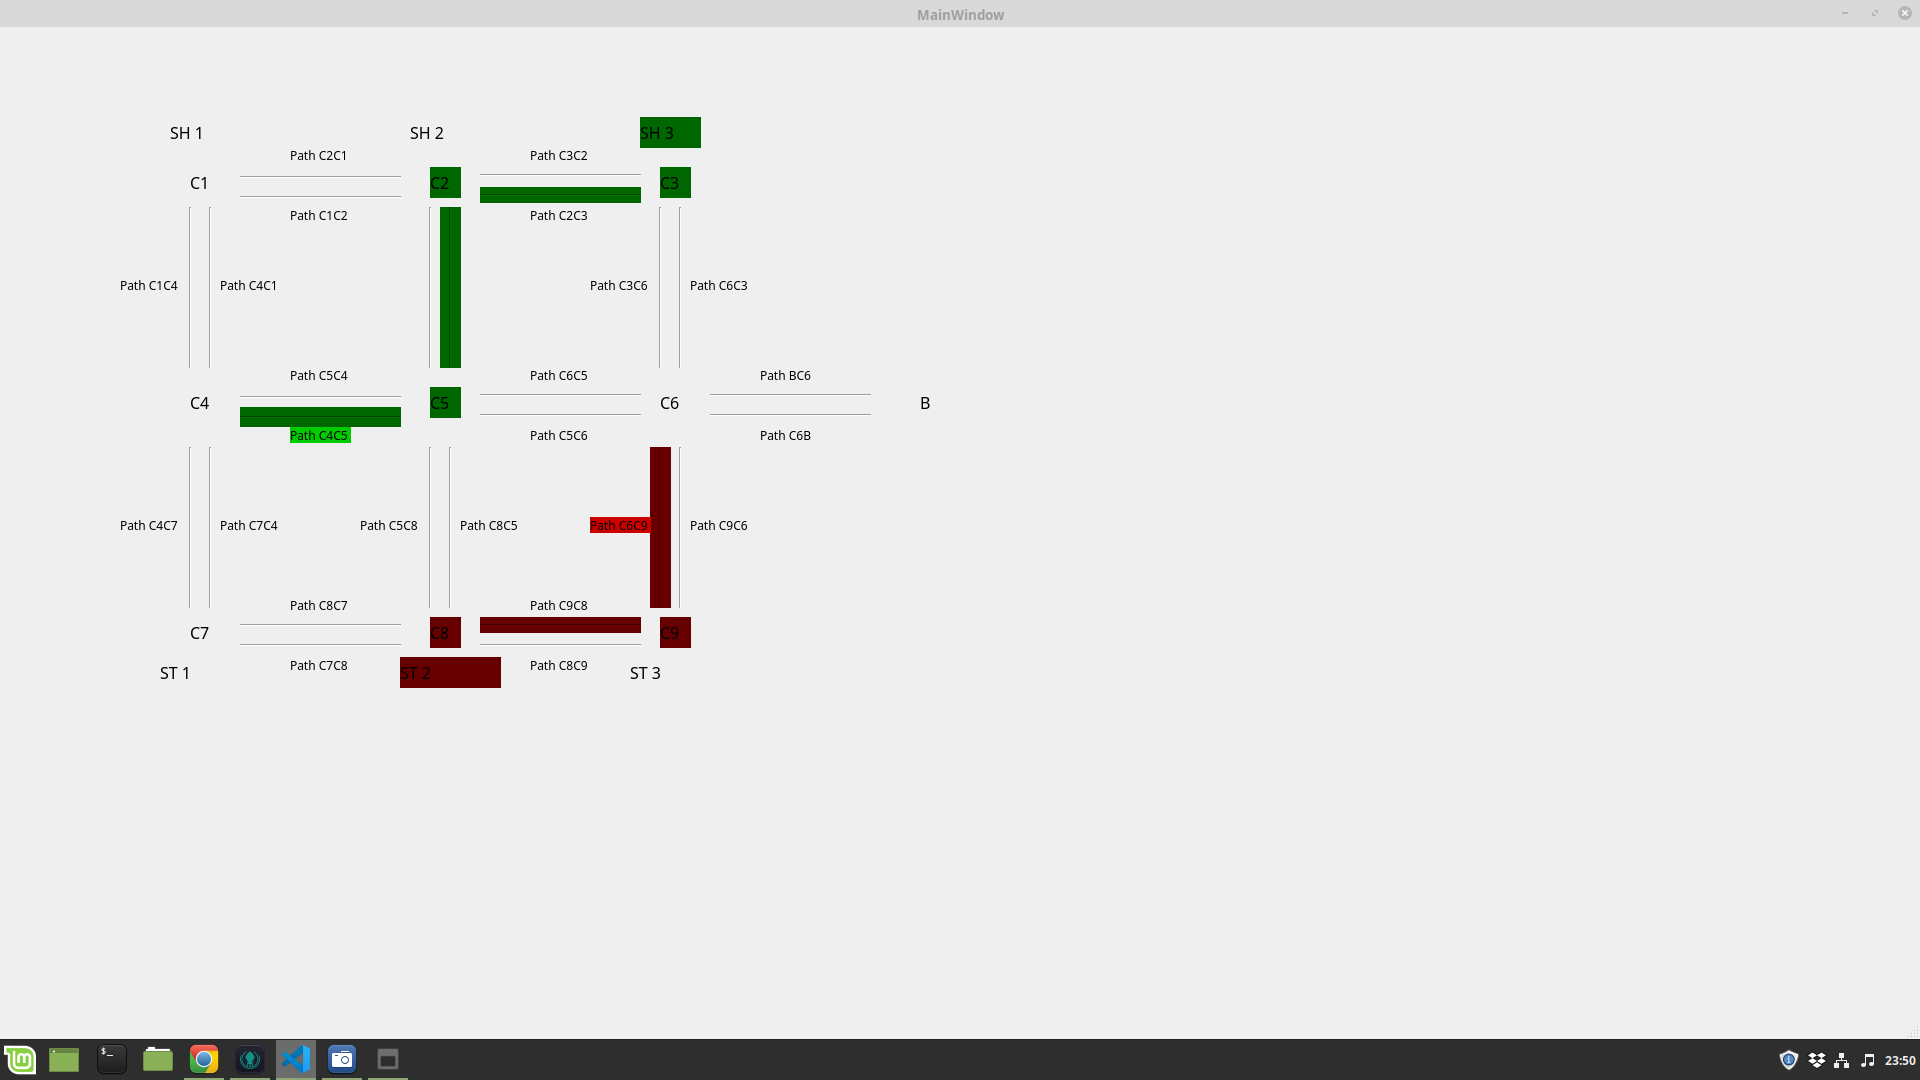 MainWindow
SH 1
SH 2
SH 3
Path C2C1
Path C3C2
C1
C2
C3
Path C1C2
Path C2C3
Path C1C4
Path C4C1
Path C3C6
Path C6C3
Path C5C4
Path C6C5
Path BC6
C4
C5
C6
B
Path C4C5
Path C5C6
Path C6B
Path C4C7
Path C7C4
Path C5C8
Path C8C5
Path C6C9
Path C9C6
Path C8C7
Path C9C8
C7
C8
C9
Path C7C8
Path C8C9
ST 1
ST 2
ST 3
23:50